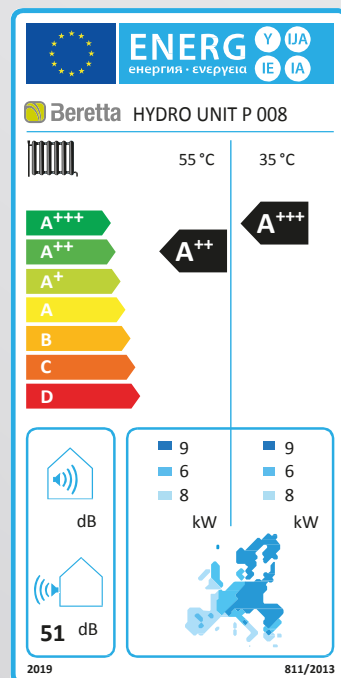 ENERG Y IJA
енергия · ενεργεια IE IA
Beretta HYDRO UNIT P 008
55 °C 35 °C
A+++ A+++
A++ A++
A+
A
B
C
D
9 9
6 6
8 8
dB kW kW
51 dB
2019 811/2013